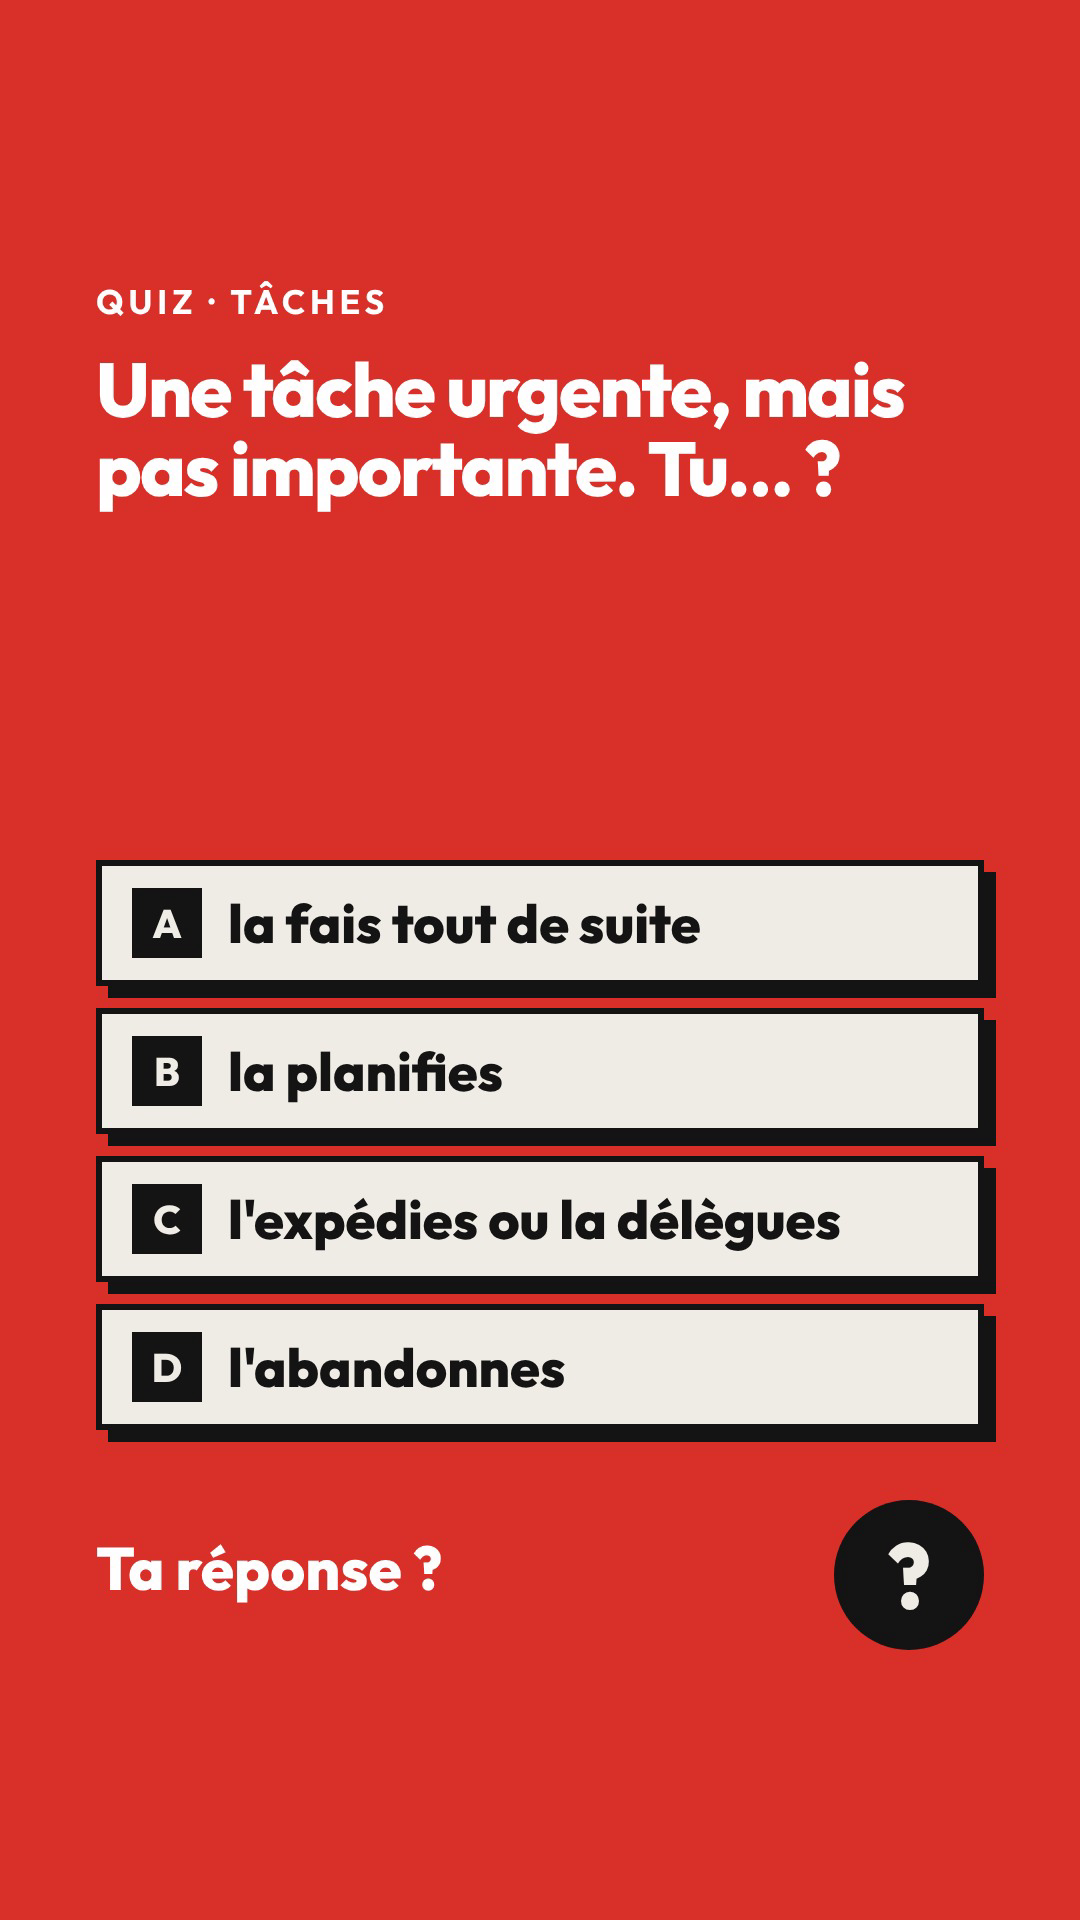 QUIZ · TÂCHES
Une tâche urgente, mais
pas importante. Tu... ?
A la fais tout de suite
B la planifies
C l'expédies ou la délègues
D l'abandonnes
Ta réponse ?
?